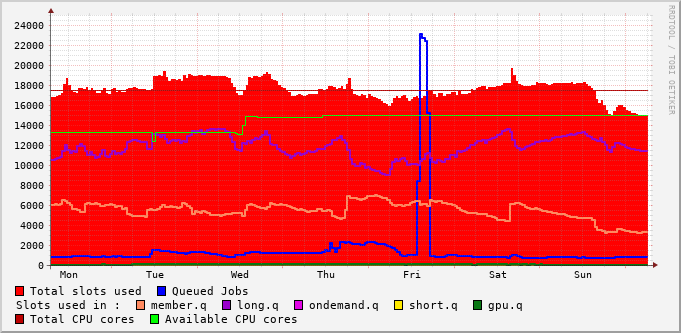 24000
22000
20000
18000
16000
14000
12000
10000
8000
6000
4000
2000
0
Mon Tue Wed Thu Fri Sat Sun
RRDTOOL / TOBI OETIKER
Total slots used Queued Jobs
Slots used in : member.q long.q ondemand.q short.q gpu.q
Total CPU cores Available CPU cores